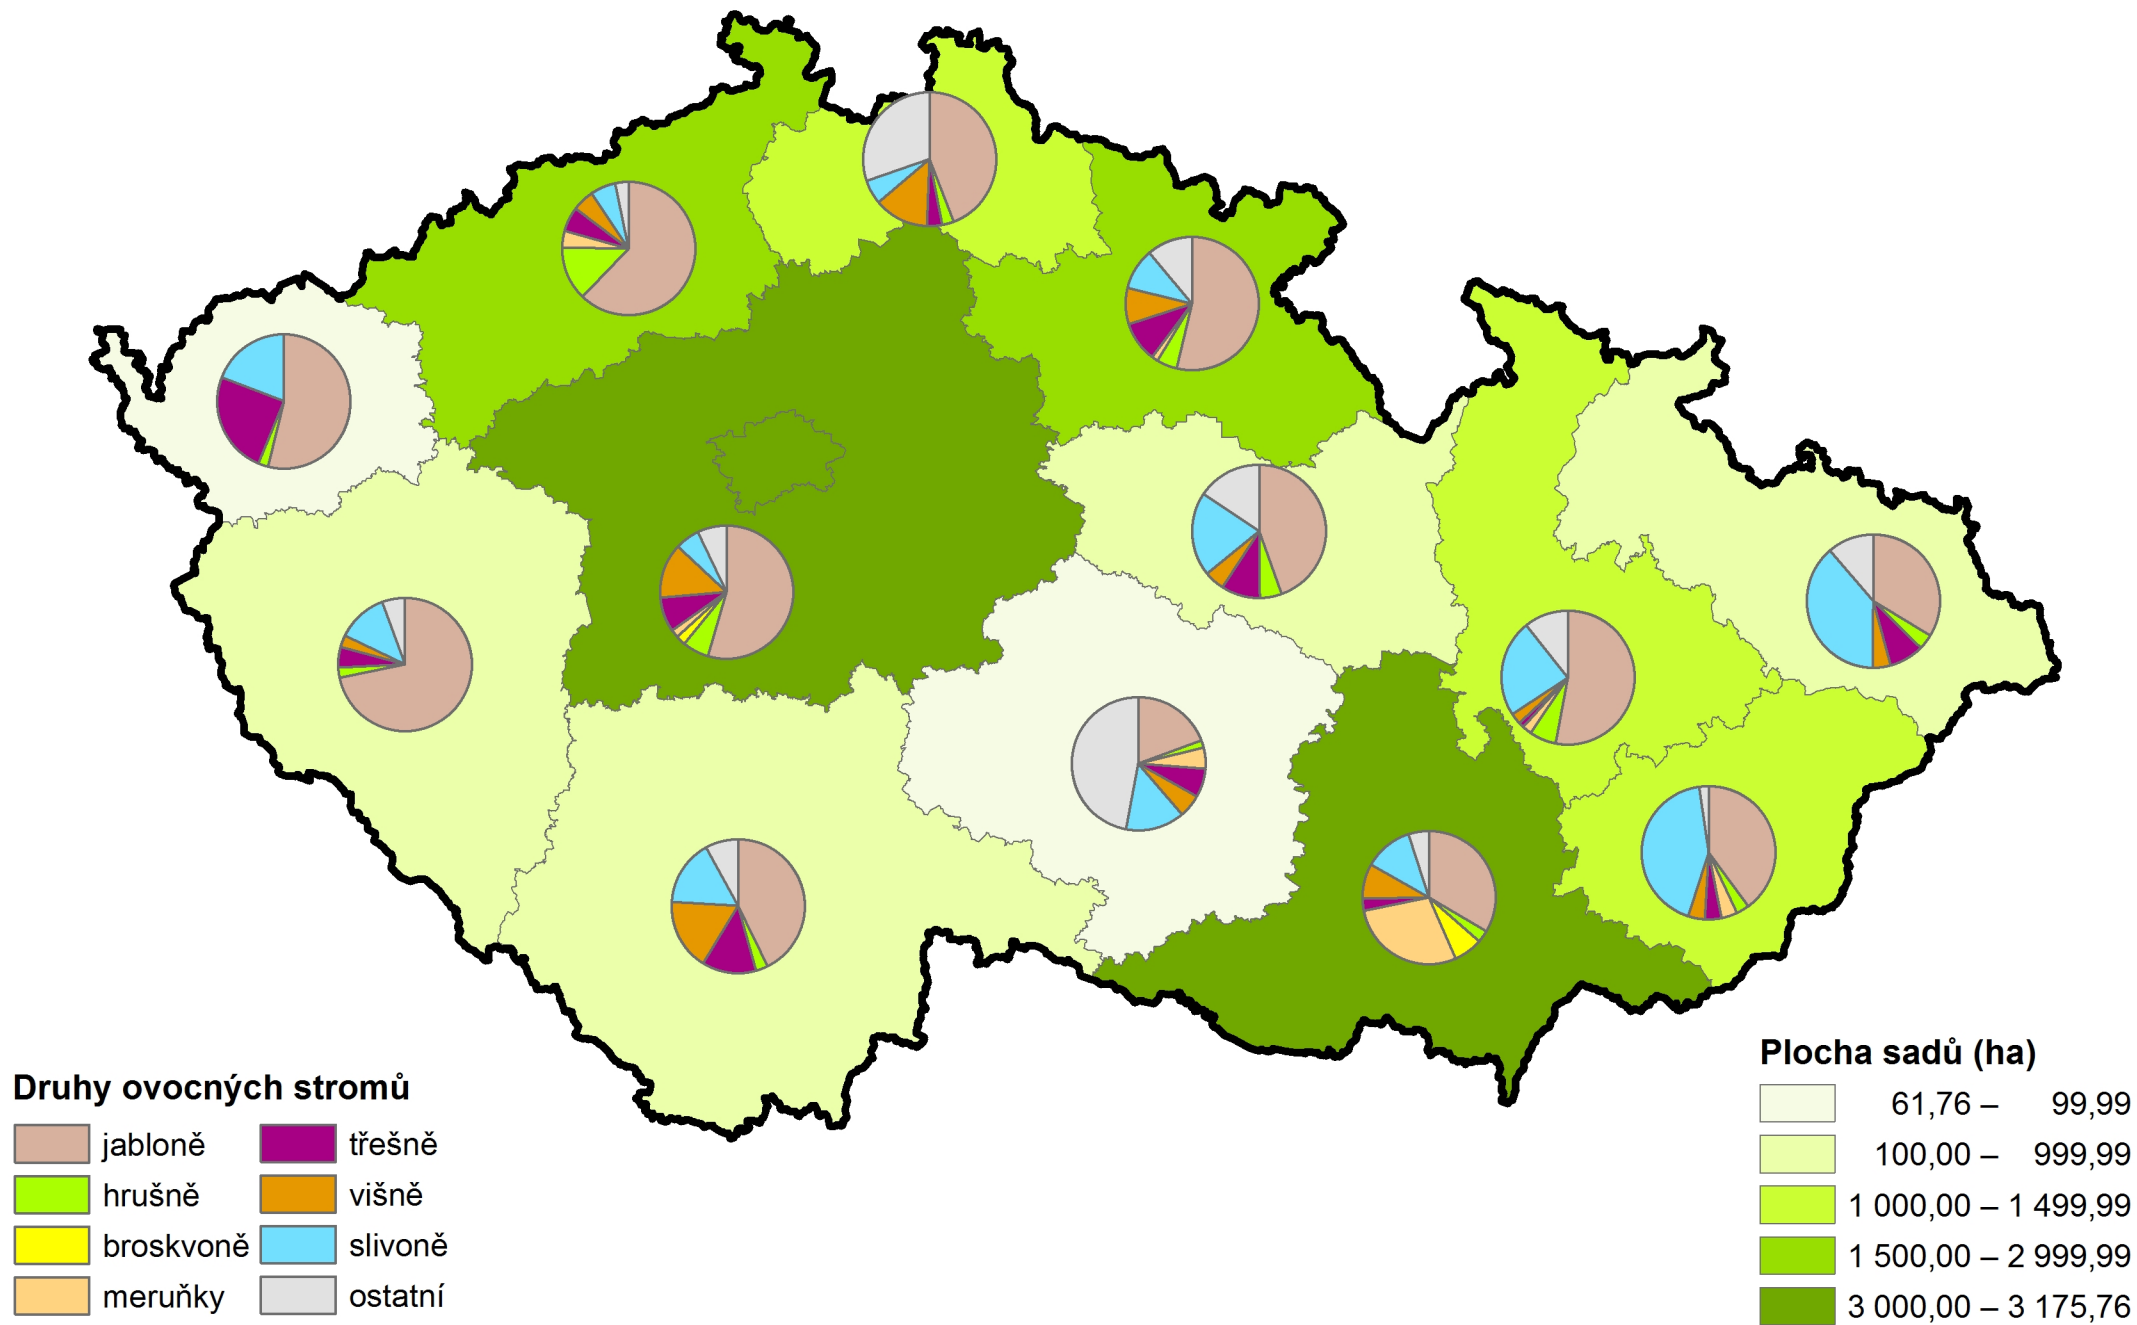 Druhy ovocných stromů
jabloně
hrušně
broskvoně
meruňky
třešně
višně
slivoně
ostatní
Plocha sadů (ha)
61,76 – 99,99
100,00 – 999,99
1 000,00 – 1 499,99
1 500,00 – 2 999,99
3 000,00 – 3 175,76